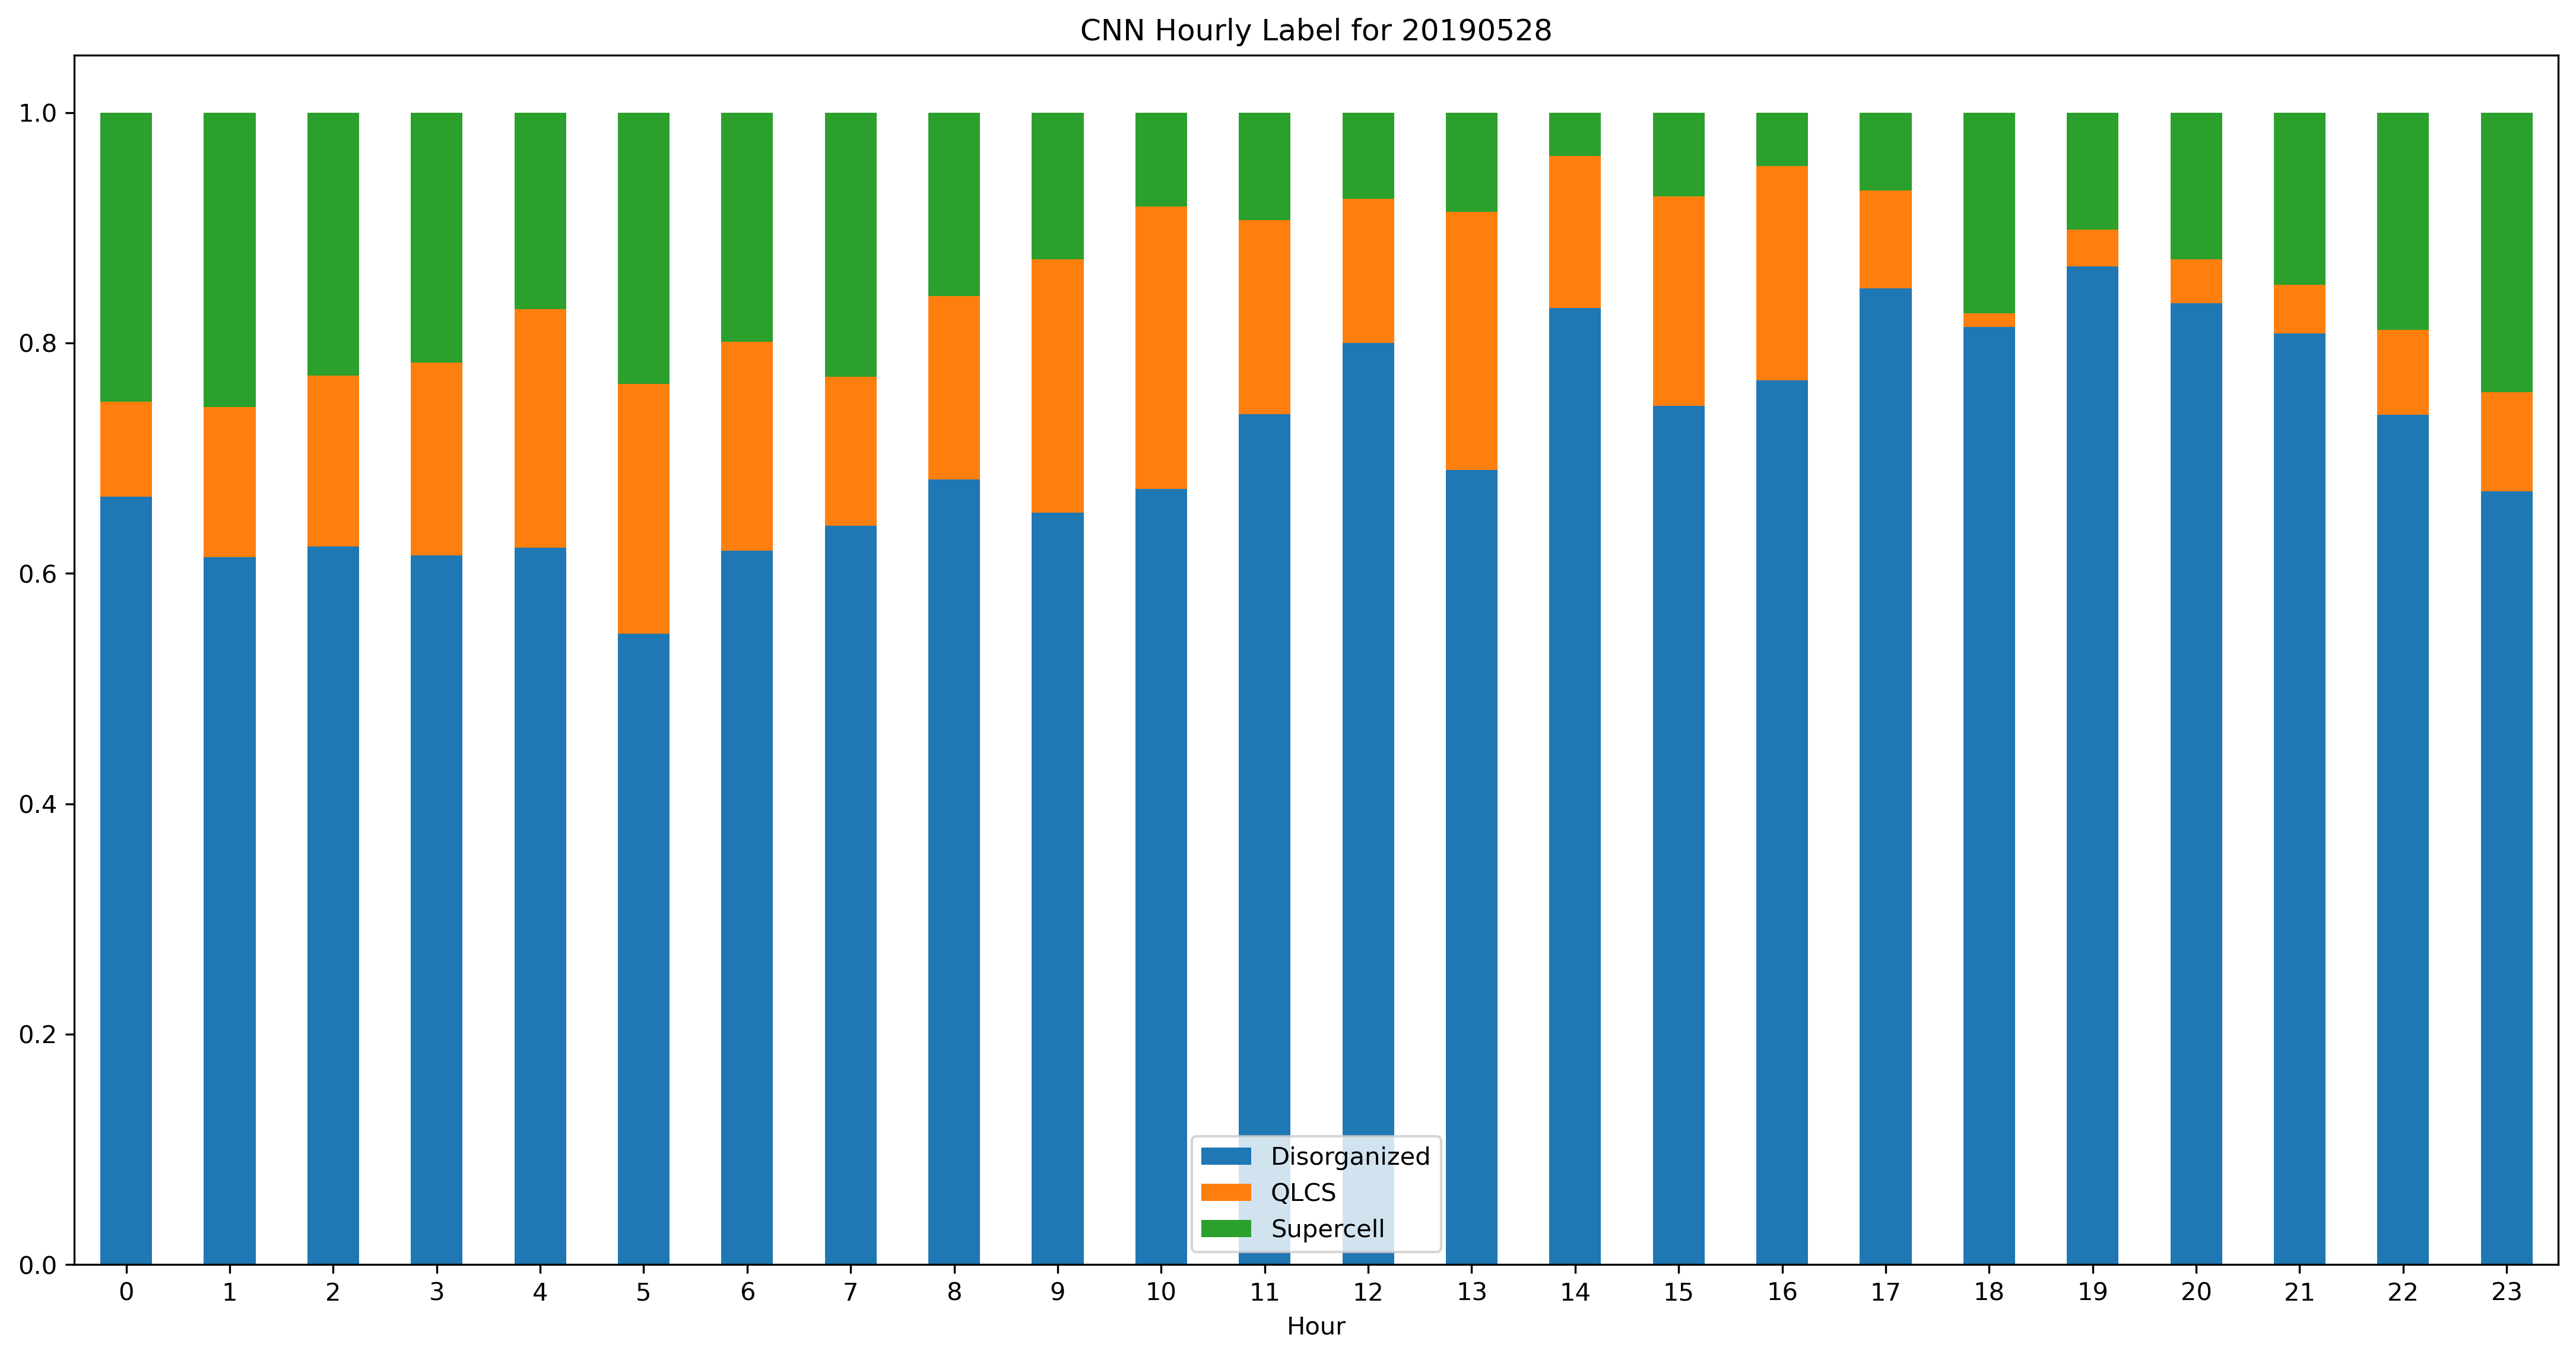 CNN Hourly Label for 20190528
1.0
0.8
0.6
0.4
0.2
0.0
Disorganized
QLCS
Supercell
0 1 2 3 4 5 6 7 8 9 10 11 12 13 14 15 16 17 18 19 20 21 22 23
Hour